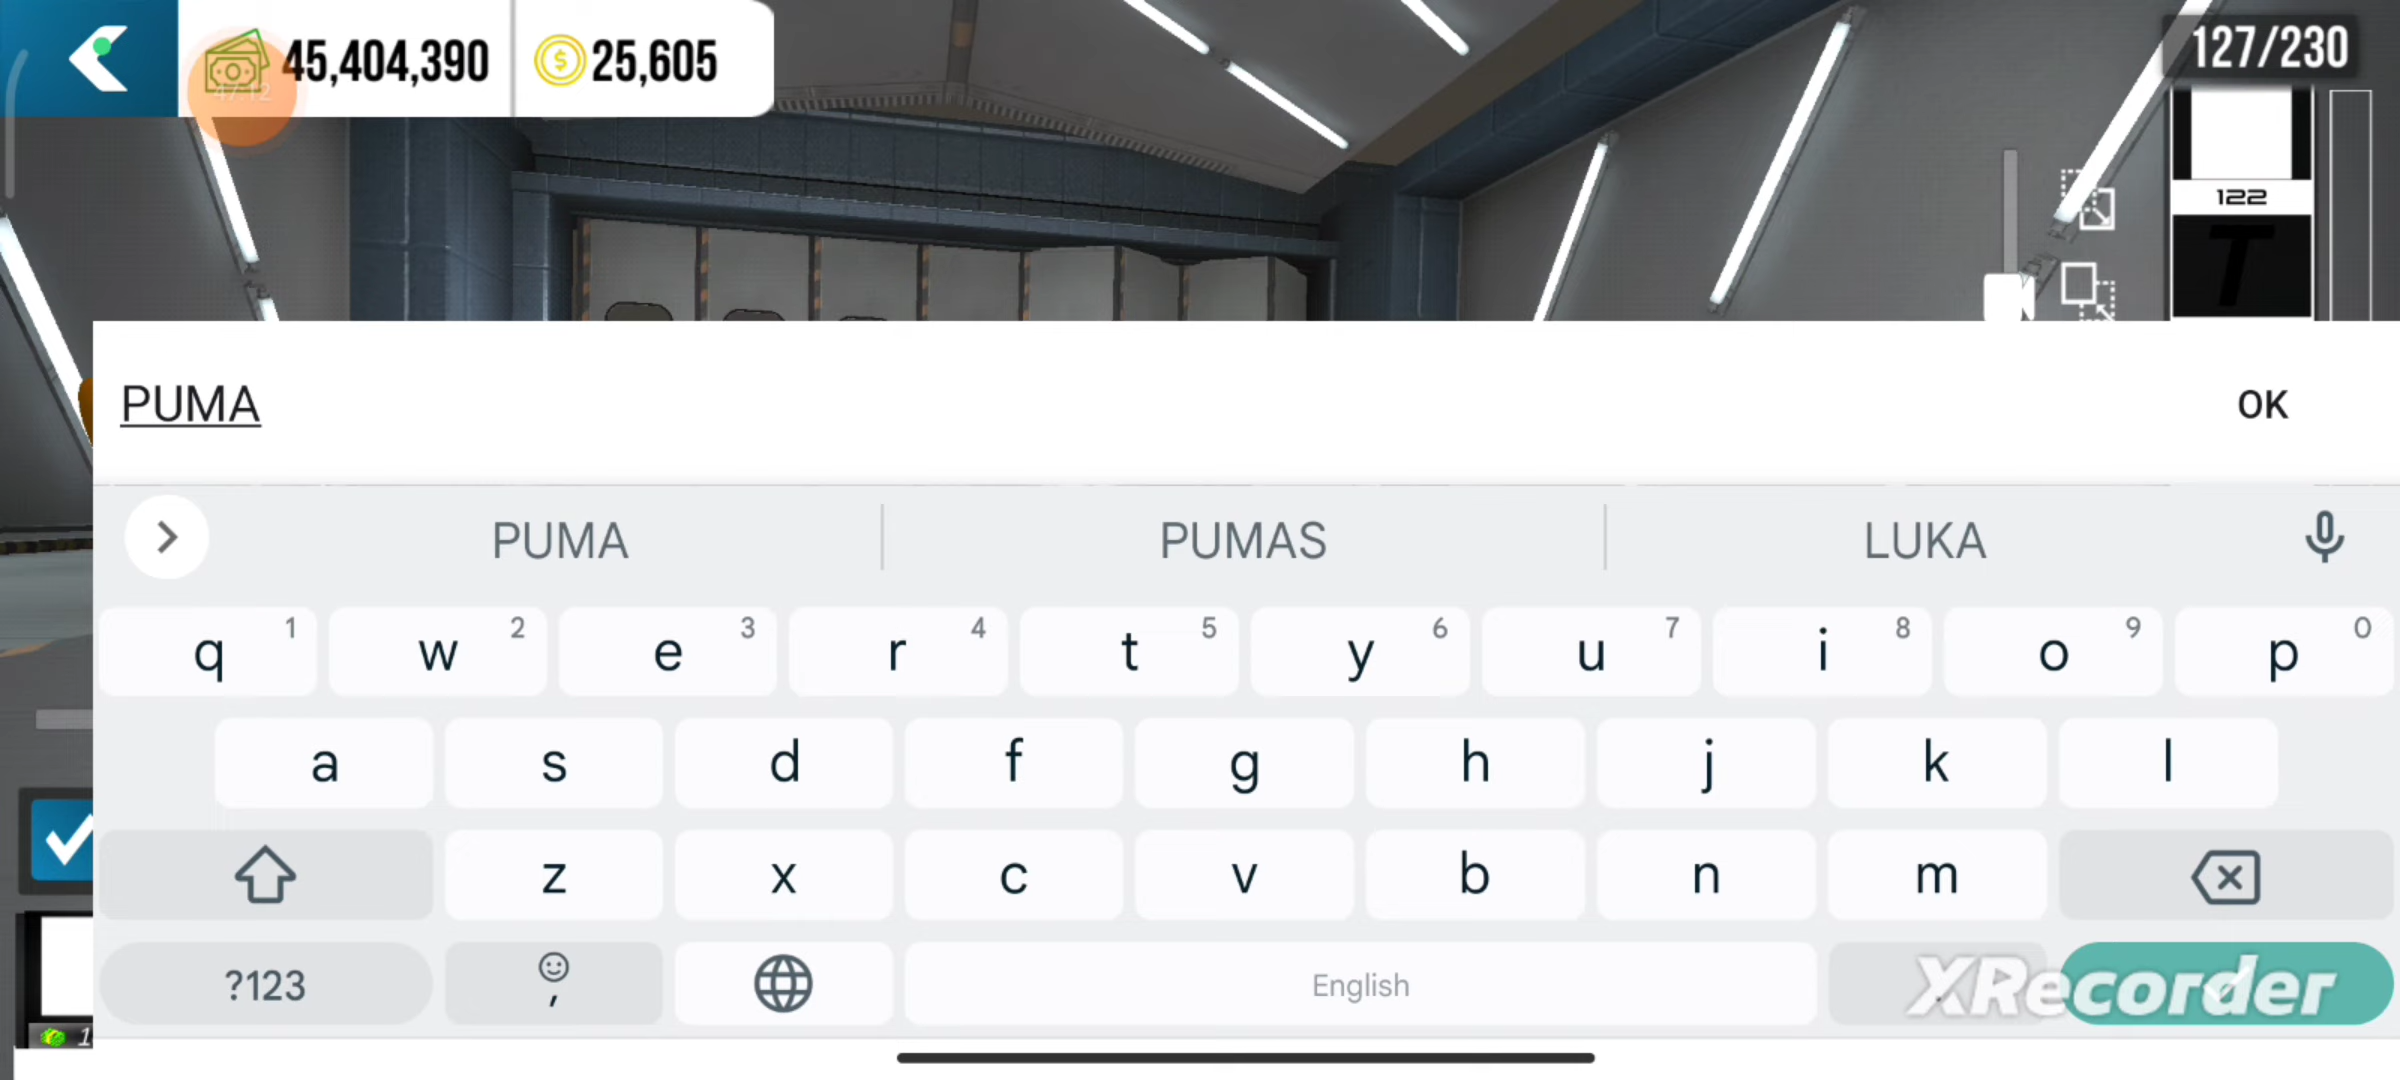 45,404,390 25,605 127/230
122
T
PUMA OK
PUMA PUMAS LUKA
q 1 w 2 e 3 r 4 t 5 y 6 u 7 i 8 o 9 p 0
a s d f g h j k l
z x c v b n m
?123 , English XRecorder
1